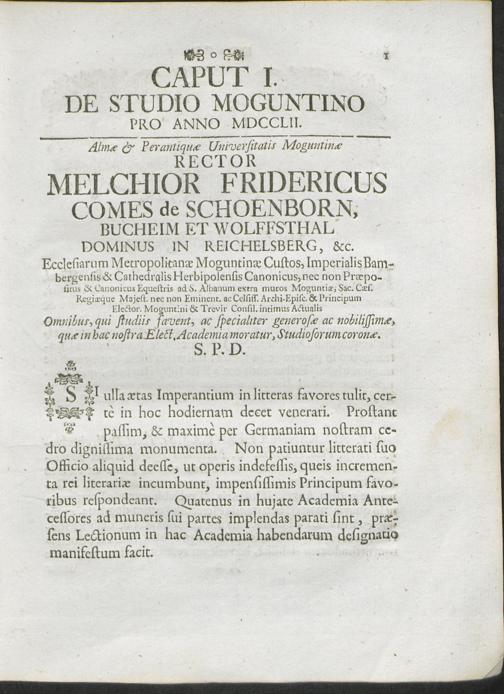 1
CAPUT I.
DE STUDIO MOGUNTINO
PRO ANNO MDCCLII.
Almæ & Perantiquæ Universitatis Moguntinæ
RECTOR
MELCHIOR FRIDERICUS
COMES de SCHOENBORN,
BUCHEIM ET WOLFFSTHAL
DOMINUS IN REICHELSBERG, &c.
Ecclesiarum Metropolitanæ Moguntinæ Custos, Imperialis Bam-
bergensis & Cathedralis Herbipolensis Canonicus, nec non Præpo-
situs & Canonicus Equestris ad S. Albanum extra muros Moguntiæ, Sac. Cæs.
Regiæque Majest. nec non Eminent. ac Celsiss. Archi-Episc. & Principum
Elector. Moguntini & Trevir Consil. intimus Actualis
Omnibus, qui studiis favent, ac specialiter generosæ ac nobilissimæ,
quæ in hac nostra Elect. Academia moratur, Studiosorum coronæ.
S. P. D.
SI ulla ætas Imperantium in litteras favores tulit, cer-
tè in hoc hodiernam decet venerari. Prostant
passim, & maximè per Germaniam nostram ce-
dro dignissima monumenta. Non patiuntur litterati suo
Officio aliquid deesse, ut operis indefessis, queis incremen-
ta rei literariæ incumbunt, impensissimis Principum favo-
ribus respondeant. Quatenus in hujate Academia Ante-
cessores ad muneris sui partes implendas parati sint, præ-
sens Lectionum in hac Academia habendarum designatio
manifestum facit.